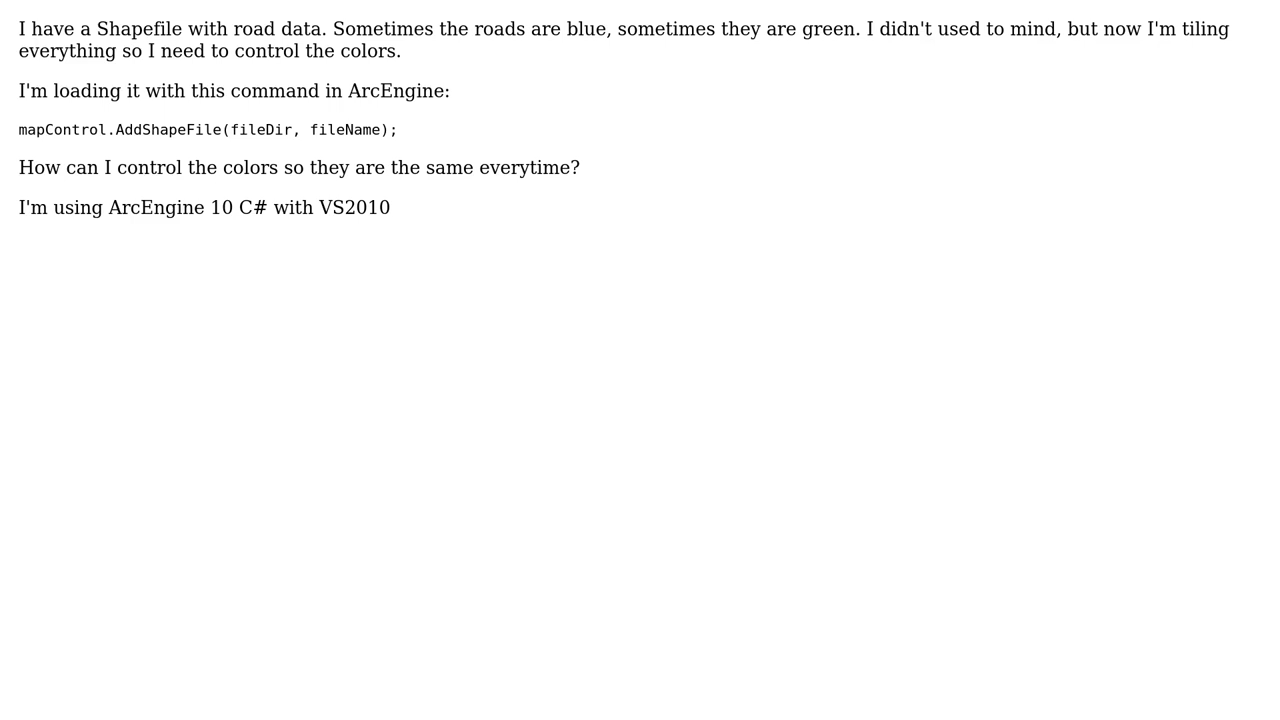 I have a Shapefile with road data. Sometimes the roads are blue, sometimes they are green. I didn't used to mind, but now I'm tiling
everything so I need to control the colors.
I'm loading it with this command in ArcEngine:
mapControl.AddShapeFile(fileDir, fileName);
How can I control the colors so they are the same everytime?
I'm using ArcEngine 10 C# with VS2010